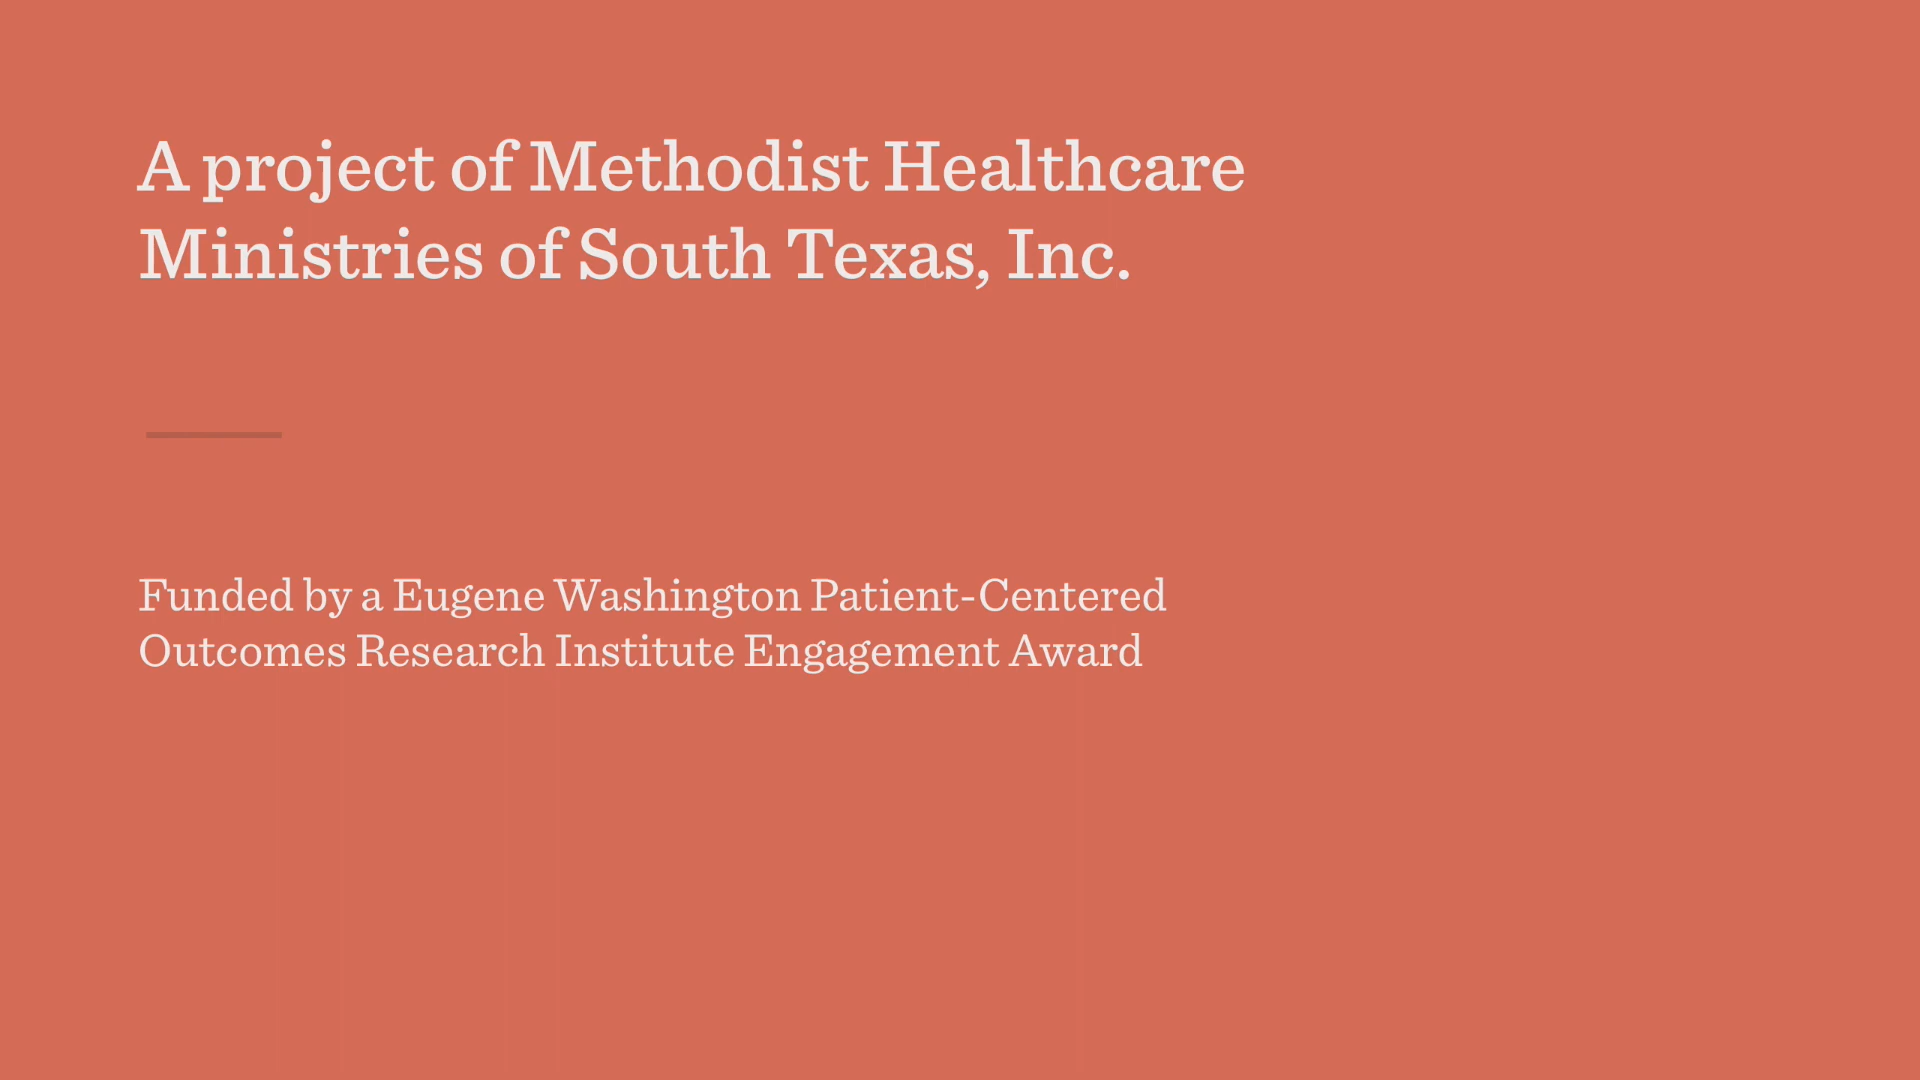 A project of Methodist Healthcare
Ministries of South Texas, Inc.
Funded by a Eugene Washington Patient-Centered
Outcomes Research Institute Engagement Award